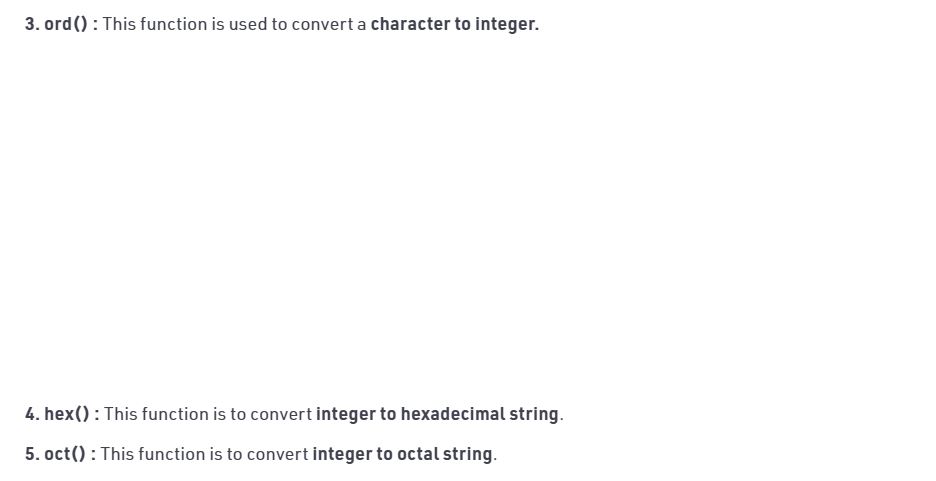 3. ord() : This function is used to convert a character to integer.
4. hex() : This function is to convert integer to hexadecimal string.
5. oct() : This function is to convert integer to octal string.